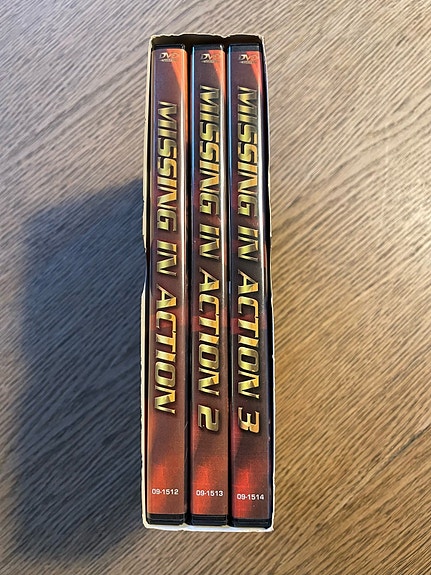 DVD
MISSING IN ACTION
09-1512
DVD
MISSING IN ACTION 2
09-1513
DVD
MISSING IN ACTION 3
09-1514